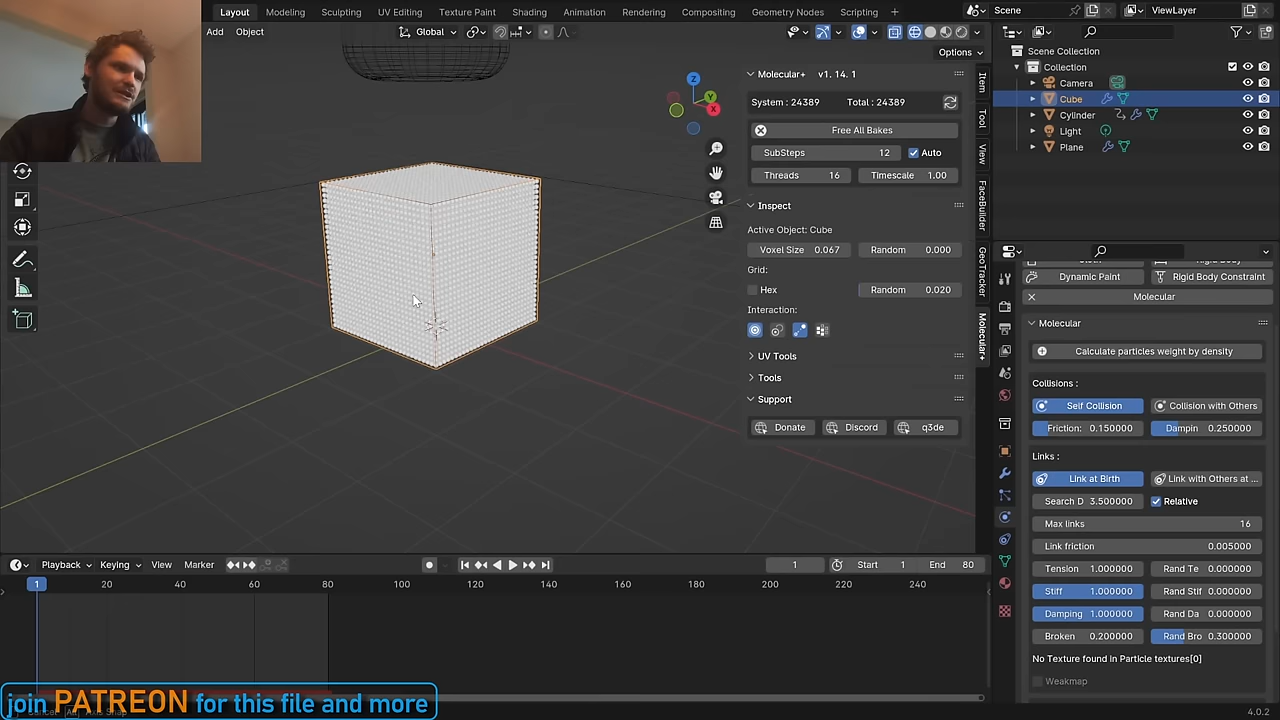 Layout Modeling Sculpting UV Editing Texture Paint Shading Animation Rendering Compositing Geometry Nodes Scripting +
Scene
ViewLayer
Add Object
Global
Options
Z
Y
X
Molecular+ v1. 14. 1
System : 24389 Total : 24389
Free All Bakes
SubSteps 12 Auto
Threads 16 Timescale 1.00
Inspect
Active Object: Cube
Voxel Size 0.067 Random 0.000
Grid:
Hex Random 0.020
Interaction:
UV Tools
Tools
Support
Donate Discord q3de
Item
Tool
View
FaceBuilder
GeoTracker
Molecular+
Scene Collection
Collection
Camera
Cube
Cylinder
Light
Plane
Dynamic Paint Rigid Body Constraint
Molecular
Molecular
Calculate particles weight by density
Collisions :
Self Collision Collision with Others
Friction: 0.150000 Dampin 0.250000
Links :
Link at Birth Link with Others at ...
Search D 3.500000 Relative
Max links 16
Link friction 0.005000
Tension 1.000000 Rand Te 0.000000
Stiff 1.000000 Rand Stif 0.000000
Damping 1.000000 Rand Da 0.000000
Broken 0.200000 Rand Bro 0.300000
No Texture found in Particle textures[0]
Weakmap
Playback Keying View Marker
1 Start 1 End 80
1 20 40 60 80 100 120 140 160 180 200 220 240
join PATREON for this file and more
4.0.2